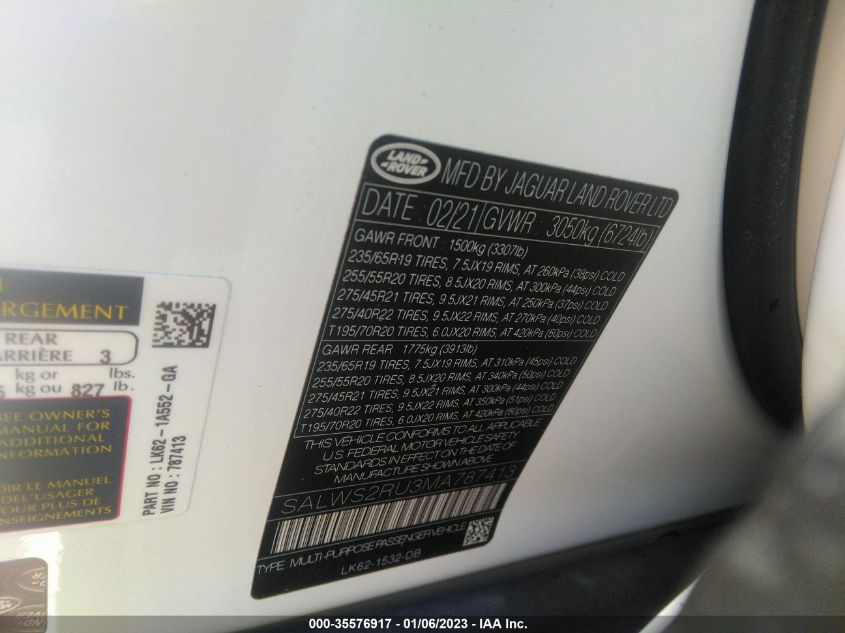 LAND ROVER
MFD BY JAGUAR LAND ROVER LTD
DATE : 02/21 GVWR : 3050kg (6724lb)
GAWR FRONT : 1500kg (3307lb)
235/65R19 TIRES, 7.5JX19 RIMS, AT 260kPa (38psi) COLD
255/55R20 TIRES, 8.5JX20 RIMS, AT 300kPa (44psi) COLD
275/45R21 TIRES, 9.5JX21 RIMS, AT 250kPa (37psi) COLD
275/40R22 TIRES, 9.5JX22 RIMS, AT 270kPa (40psi) COLD
T195/70R20 TIRES, 6.0JX20 RIMS, AT 420kPa (60psi) COLD
GAWR REAR : 1775kg (3913lb)
235/65R19 TIRES, 7.5JX19 RIMS, AT 310kPa (45psi) COLD
255/55R20 TIRES, 8.5JX20 RIMS, AT 340kPa (50psi) COLD
275/45R21 TIRES, 9.5JX21 RIMS, AT 300kPa (44psi) COLD
275/40R22 TIRES, 9.5JX22 RIMS, AT 350kPa (51psi) COLD
T195/70R20 TIRES, 6.0JX20 RIMS, AT 420kPa (60psi) COLD
THIS VEHICLE CONFORMS TO ALL APPLICABLE
U.S. FEDERAL MOTOR VEHICLE SAFETY
STANDARDS IN EFFECT ON THE DATE OF
MANUFACTURE SHOWN ABOVE.
SALWS2RU3MA787413
TYPE : MULTI-PURPOSE PASSENGER VEHICLE
LK62-1532-DB
RGEMENT
REAR
ARRIÈRE 3
kg or lbs.
kg ou 827 lb.
SEE OWNER'S
MANUAL FOR
ADDITIONAL
INFORMATION
VOIR LE MANUEL
DEL'USAGER
POUR PLUS DE
RENSEIGNEMENTS
PART NO : LK62-1A552-GA
VIN NO : 787413
000-35576917 - 01/06/2023 - IAA Inc.